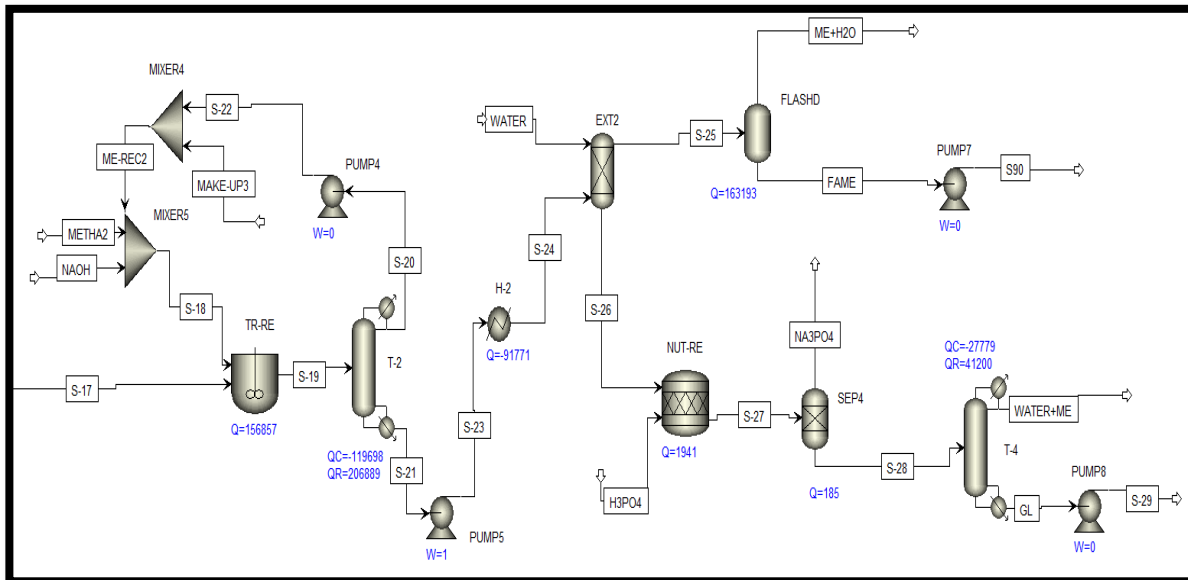 ME+H2O
MIXER4
FLASHD
S-22
WATER
EXT2
S-25
ME-REC2
PUMP4
PUMP7
S90
MAKE-UP3
FAME
Q=163193
MIXER5
W=0
METHA2
S-24
W=0
NAOH
S-20
H-2
S-18
S-26
NA3PO4
TR-RE
Q=-91771
NUT-RE
QC=-27779
QR=41200
S-19
T-2
SEP4
WATER+ME
S-17
S-27
S-23
Q=156857
Q=1941
T-4
QC=-119698
QR=206889
S-21
S-28
PUMP8
Q=185
H3PO4
GL
S-29
PUMP5
W=1
W=0